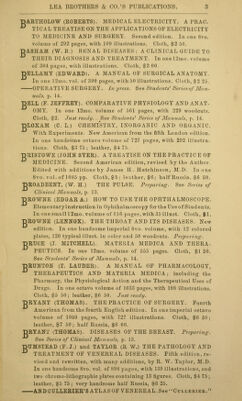 LEA BROTHERS & CO.'S PUBLICATIONS. 3
BARTHOLOW (ROBERTS). MEDICAL ELECTRICITY. A PRAC-
TICAL TREATISE ON THE APPLICATIONS OF ELECTRICITY
TO MEDICINE AND SURGERY. Second edition. In one 8vo.
volume of 292 pages, with 109 illustrations. Cloth, $2 50.
BASHAM (W. R.) RENAL DISEASES; A CLINICAL GUIDE TO
THEIR DIAGNOSIS AND TREATMENT. In one 12mo. volume
of 304 pages, with illustrations. Cloth, $2 00.
BELLAMY (EDWARD). A MANUAL OF SURGICAL ANATOMY.
In one 12mo. vol. of 300 pages, with 50 illustrations. Cloth, $2 25.
—OPERATIVE SURGERY. In press. See Students' Series of Man-
uals, p. 14.
BELL (F. JEFFREY). COMPARATIVE PHYSIOLOGY AND ANAT-
OMY. In one 12mo. volume of 561 pages, with 229 woodcuts.
Cloth, $2. Just ready. See Students' Series of Manuals, p. 14.
BLOXAM (C. L.) CHEMISTRY, INORGANIC AND ORGANIC.
With Experiments. New American from the fifth London edition.
In one handsome octavo volume of 727 pages, with 292 illustra-
tions. Cloth, $3 75; leather, $4 75.
BRISTOWE (JOHN SYER). A TREATISE ON THE PRACTICE OF
MEDICINE. Second American edition, revised by the Author.
Edited with additions by James H. Hutchinson, M.D. In one
8vo. vol. of 1085 pp. Cloth, $5; leather, $6; half Russia, $6 50.
BROADBENT, (W. H.) THE PULSE. Preparing. See Series of
Clinical Manuals, p. 13.
BROWNE (EDGAR A.) HOW TO USE THE OPHTHALMOSCOPE.
Elementary instruction in Ophthalmoscopy for the Use of Students.
In one small 12mo. volume of 116 pages, with 35 illust. Cloth, $1.
BROWNE (LENNOX). THE THROAT AND ITS DISEASES. New
edition. In one handsome imperial 8vo. volume, with 12 colored
plates, 120 typical illust. in color and 50 woodcuts. Preparing.
BRUCE (J. MITCHELL). MATERIA MEDICA AND THERA-
PEUTICS. In one 12mo. volume of 555 pages. Cloth, $1 50.
See Students' Series of Manuals, p. 14.
BRUNTON (T. LAUDER). A MANUAL OF PHARMACOLOGY,
THERAPEUTICS AND MATERIA MEDICA; including the
Pharmacy, the Physiological Action and the Therapeutical Uses of
Drugs. In one octavo volume of 1035 pages, with 188 illustrations.
Cloth, $5 50; leather, $6 50. Just ready.
BRYANT (THOMAS). THE PRACTICE OF SURGERY. Fourth
American from the fourth English edition. In one imperial octavo
volume of 1040 pages, with 727 illustrations. Cloth, $6 50;
leather, $7 50; half Russia, $8 00.
BRYANT (THOMAS). DISEASES OF THE BREAST. Preparing.
See Series of Clinical Manuals, p. 13.
BUMSTEAD (F. J.) and TAYLOR (R. W.) THE PATHOLOGY AND
TREATMENT OF VENEREAL DISEASES. Fifth edition, re-
vised and rewritten, with many additions, by R. W. Taylor, M.D.
In one handsome 8vo. vol. of 898 pages, with 139 illustrations, and
two chromo-lithographic plates containing 13 figures. Cloth, $4 75;
leather, $5 75; very handsome half Russia, $6 25.
—AND CULLERIER'S ATLAS OF VENEREAL. See "CULLERIER."